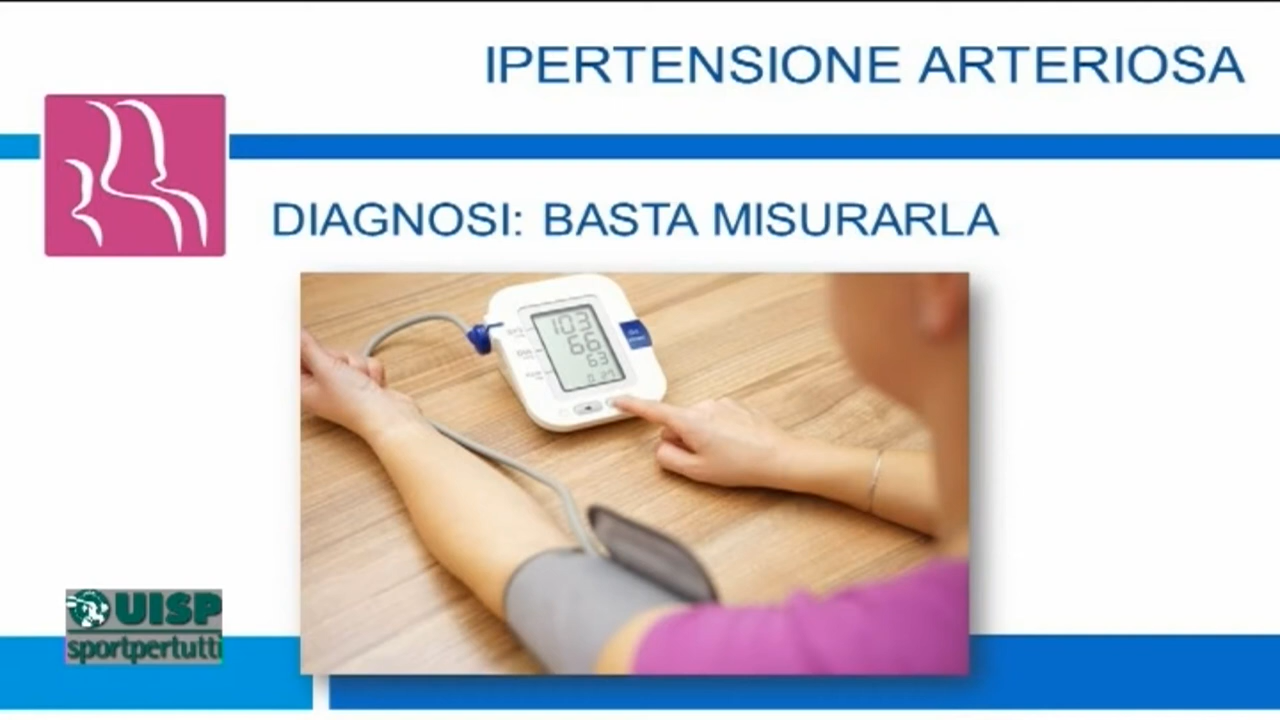 IPERTENSIONE ARTERIOSA
DIAGNOSI: BASTA MISURARLA
103
66
63
UISP
sportpertutti